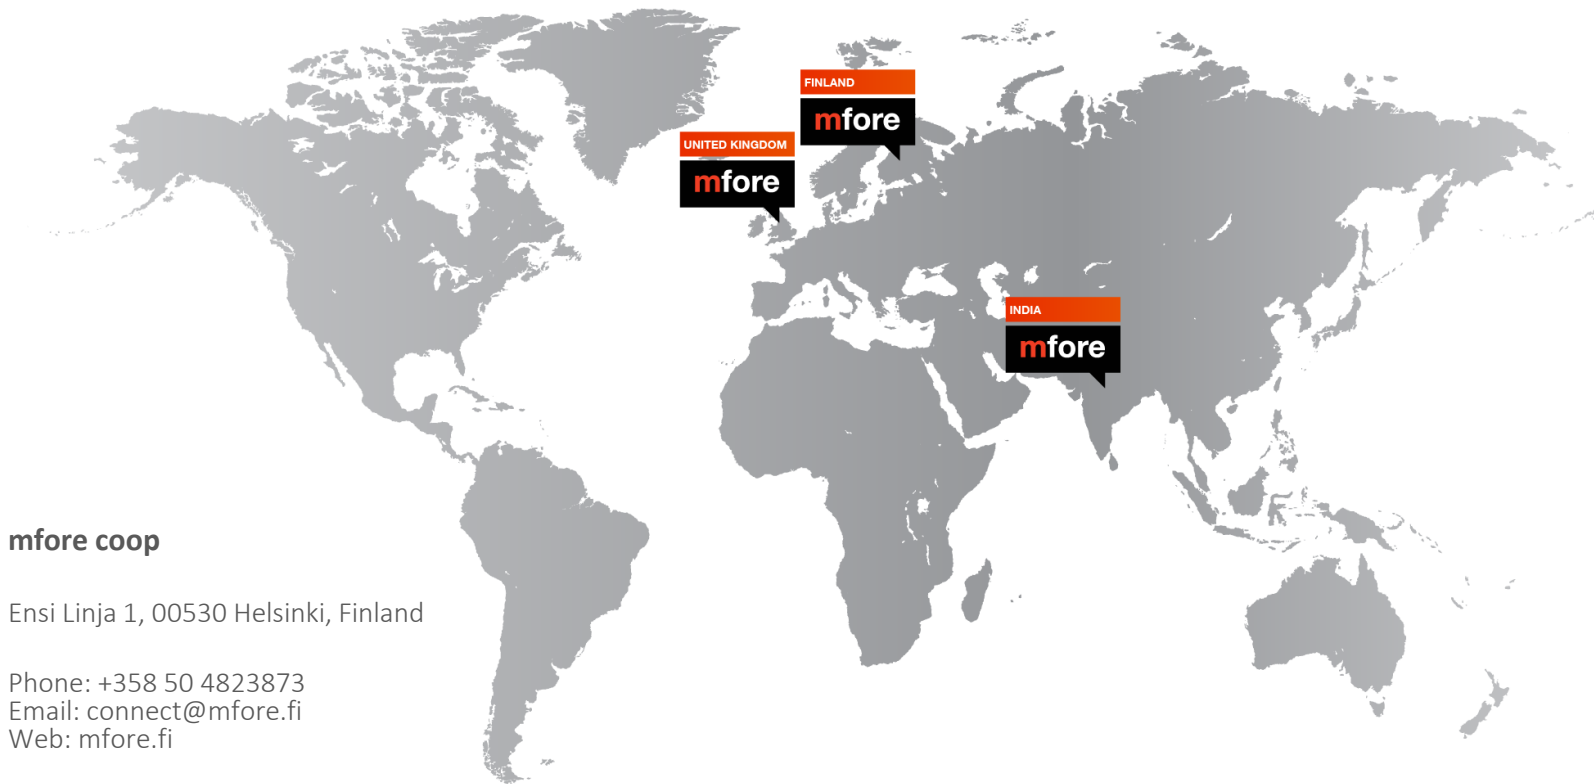 FINLAND
mfore
UNITED KINGDOM
mfore
INDIA
mfore
mfore coop
Ensi Linja 1, 00530 Helsinki, Finland
Phone: +358 50 4823873
Email: connect@mfore.fi
Web: mfore.fi